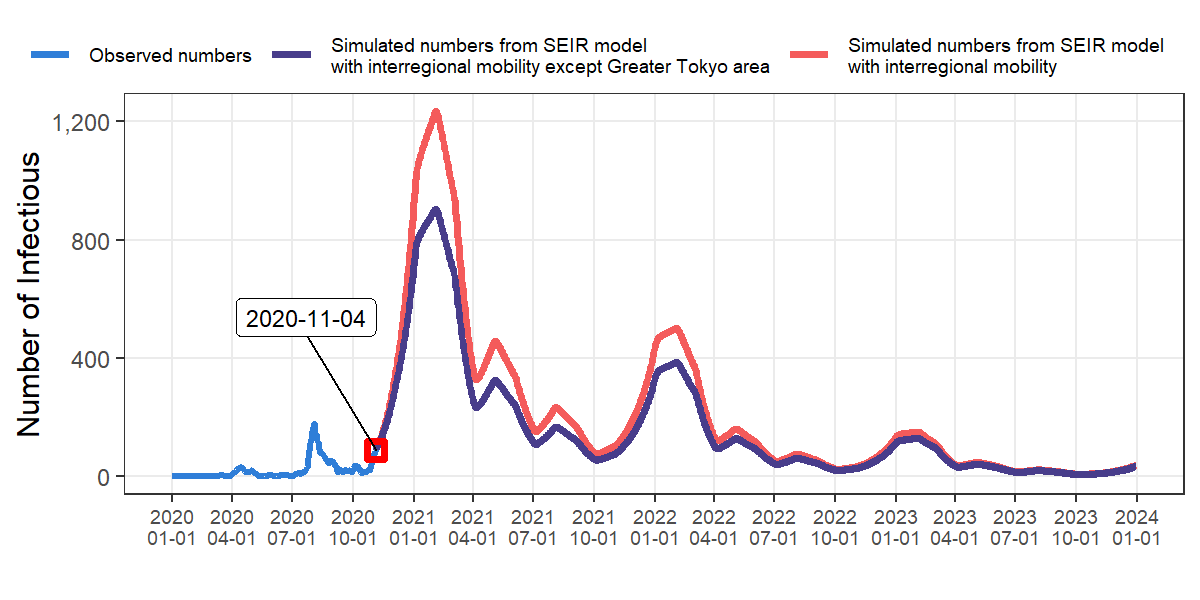 Observed numbers
Simulated numbers from SEIR model
with interregional mobility except Greater Tokyo area
Simulated numbers from SEIR model
with interregional mobility
Number of Infectious
1,200
800
400
0
2020-11-04
2020 2020 2020 2020 2021 2021 2021 2021 2022 2022 2022 2022 2023 2023 2023 2023 2024
01-01 04-01 07-01 10-01 01-01 04-01 07-01 10-01 01-01 04-01 07-01 10-01 01-01 04-01 07-01 10-01 01-01